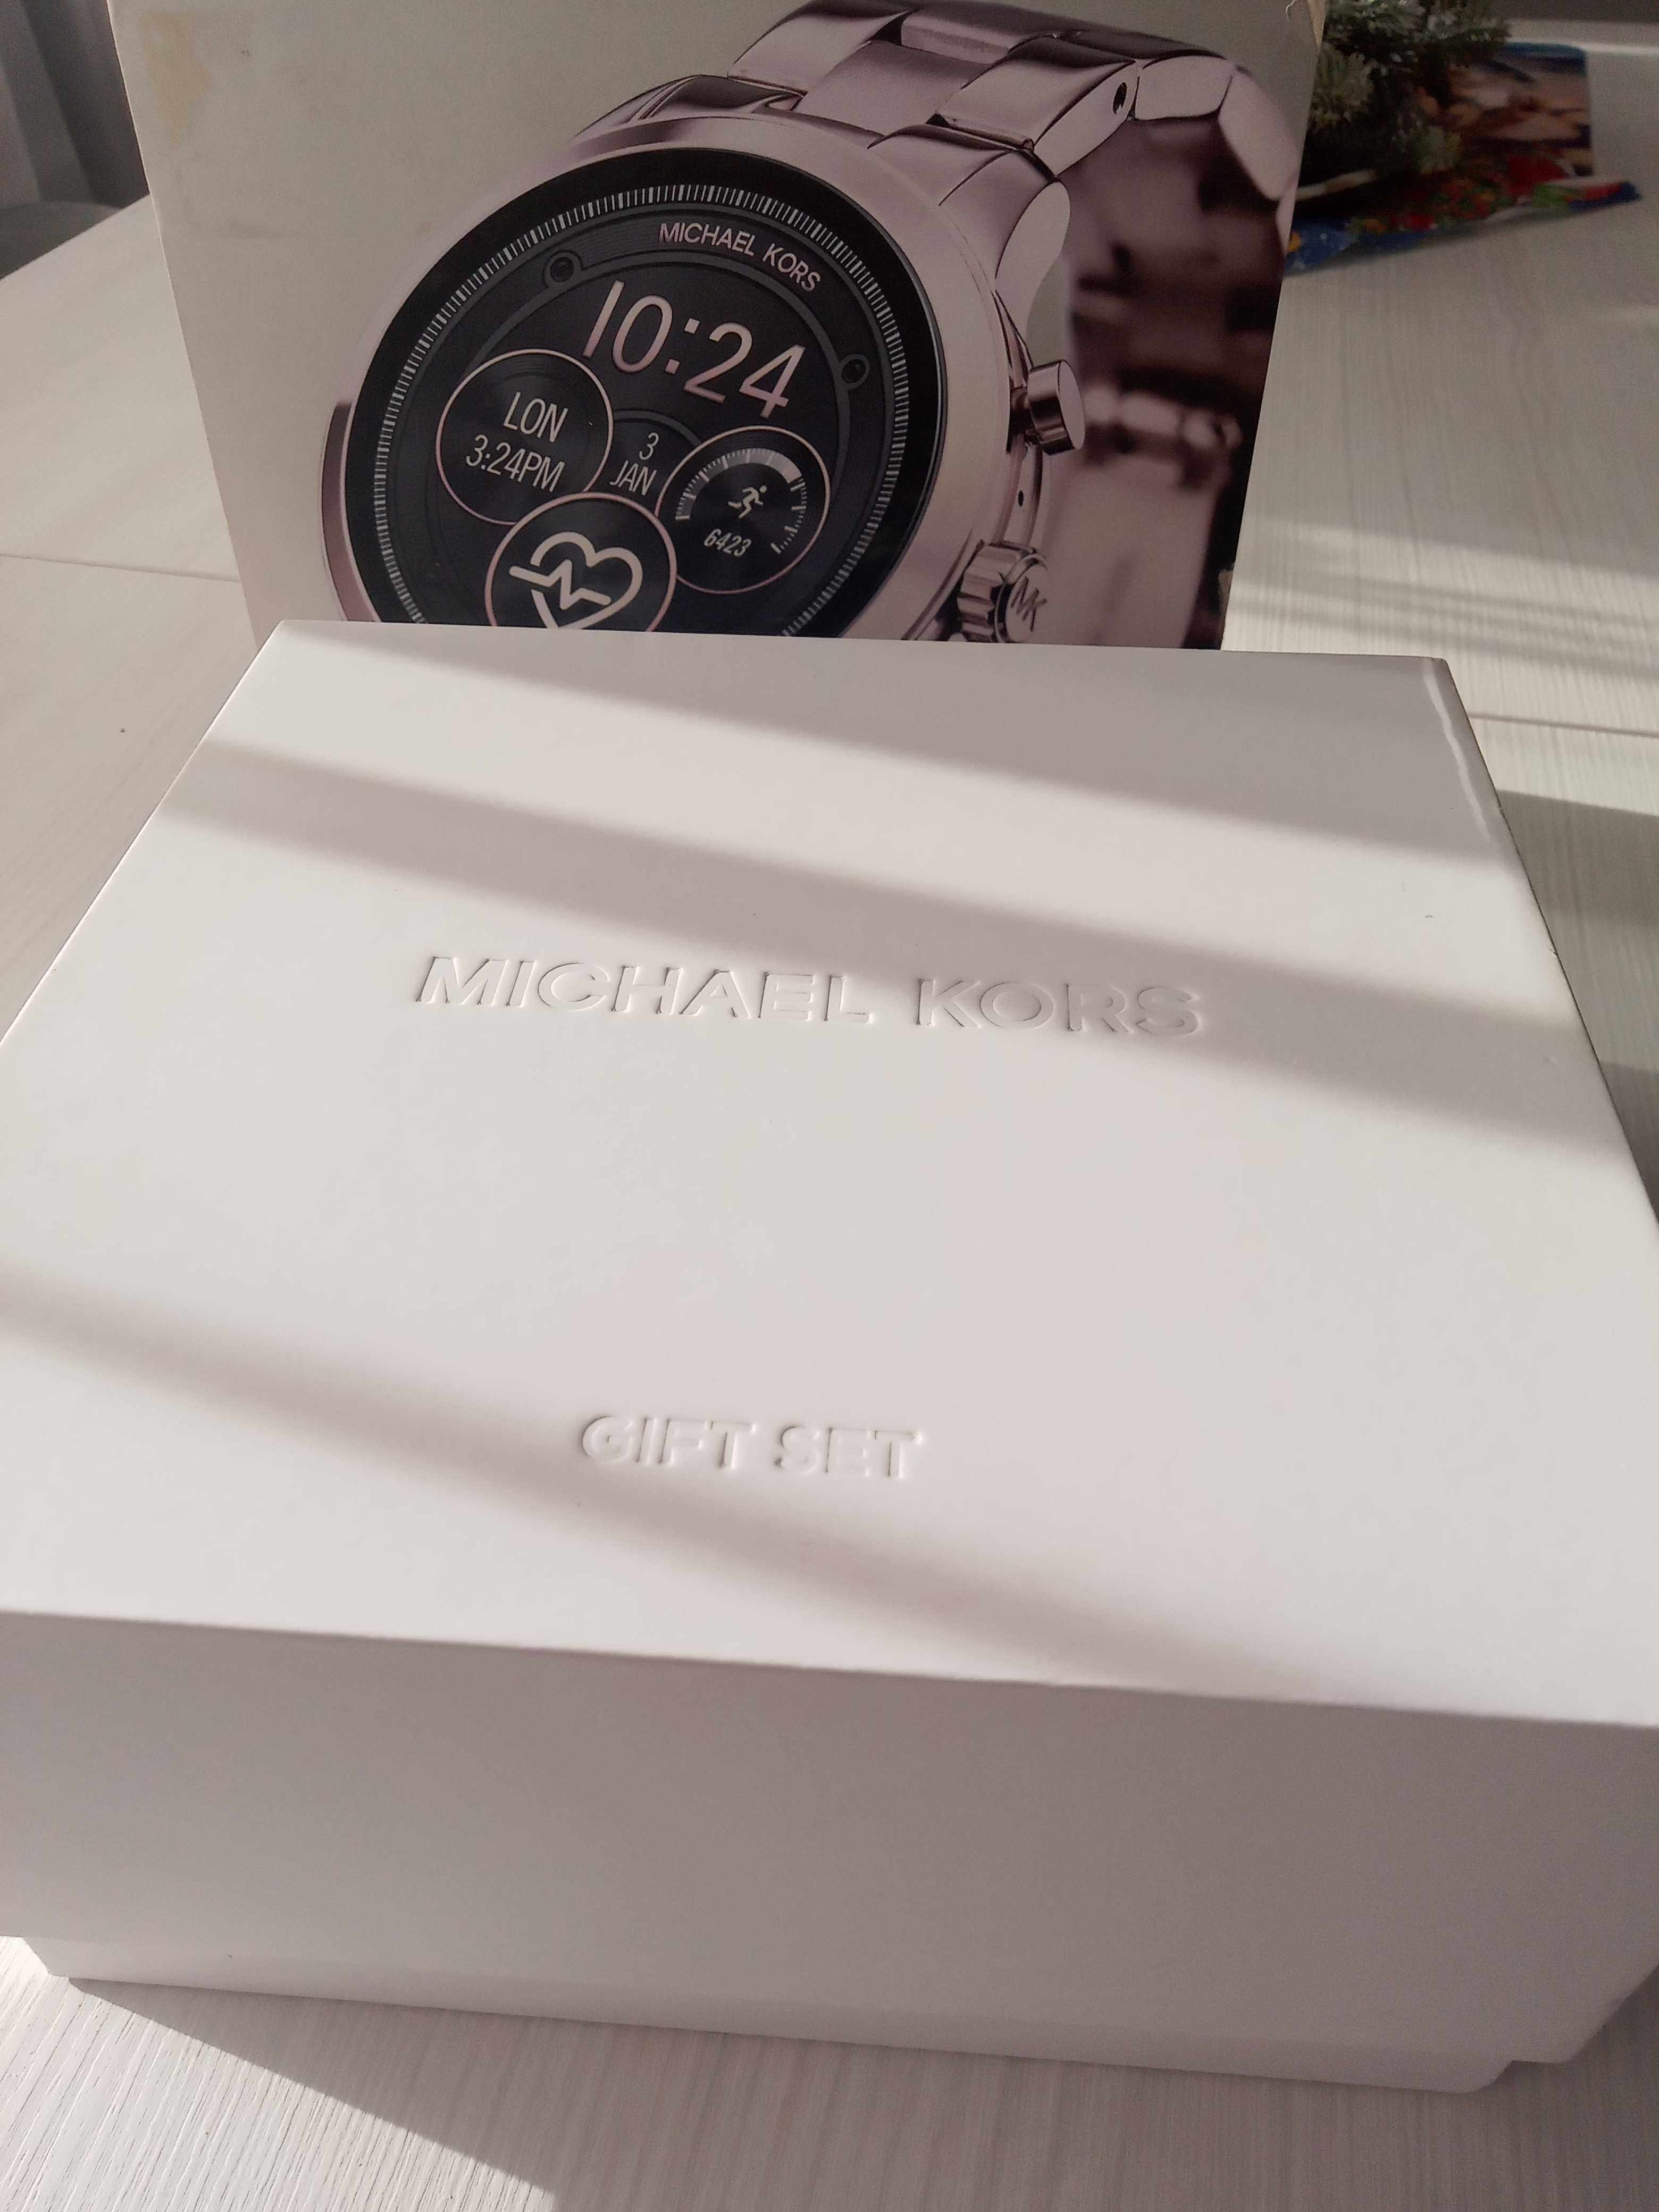 MICHAEL KORS
10:24
LON
3:24PM
3
JAN
6423
MK
MICHAEL KORS
GIFT SET